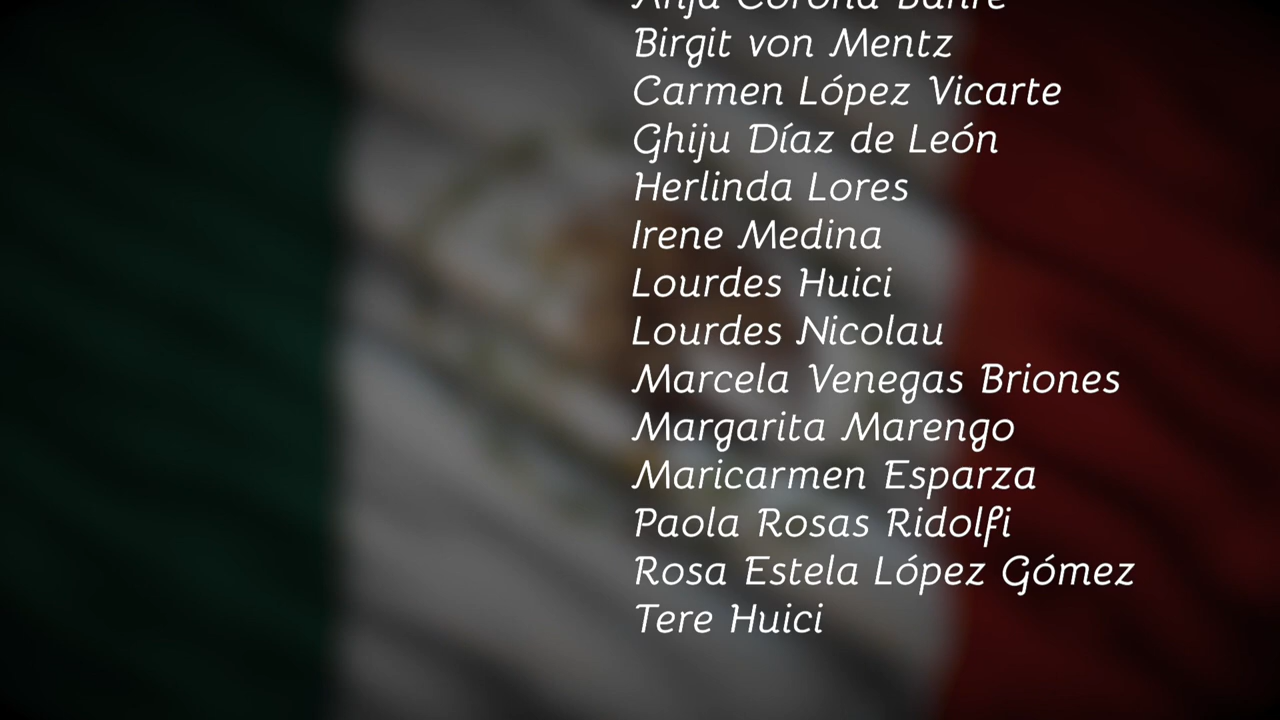 Corona
Birgit von Mentz
Carmen López Vicarte
Ghiju Díaz de León
Herlinda Lores
Irene Medina
Lourdes Huici
Lourdes Nicolau
Marcela Venegas Briones
Margarita Marengo
Maricarmen Esparza
Paola Rosas Ridolfi
Rosa Estela López Gómez
Tere Huici